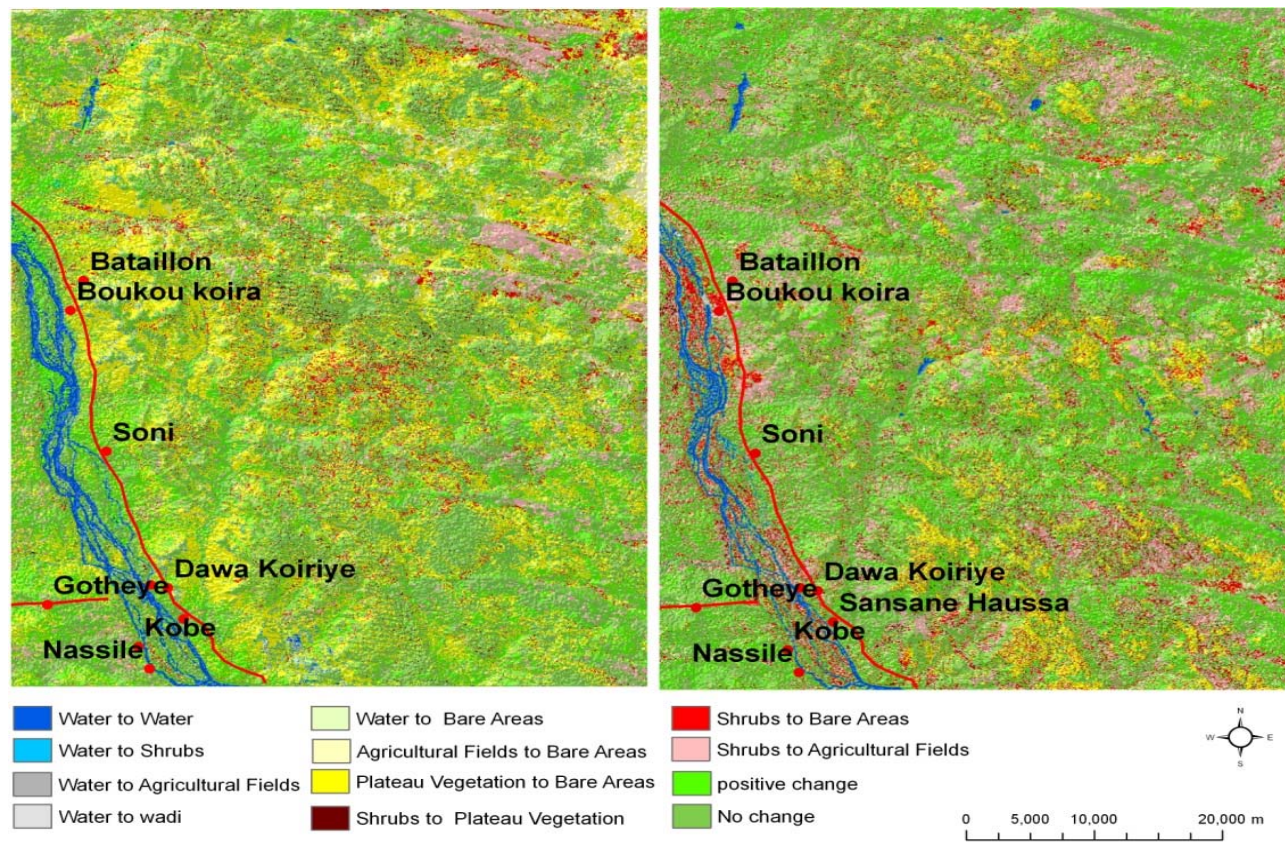 Bataillon
Boukou koira
Soni
Dawa Koiriye
Gotheye
Kobe
Nassile
Bataillon
Boukou koira
Soni
Dawa Koiriye
Gotheye
Sansane Haussa
Kobe
Nassile
Water to Water
Water to Shrubs
Water to Agricultural Fields
Water to wadi
Water to Bare Areas
Agricultural Fields to Bare Areas
Plateau Vegetation to Bare Areas
Shrubs to Plateau Vegetation
Shrubs to Bare Areas
Shrubs to Agricultural Fields
positive change
No change
N
W E
S
0 5,000 10,000 20,000 m